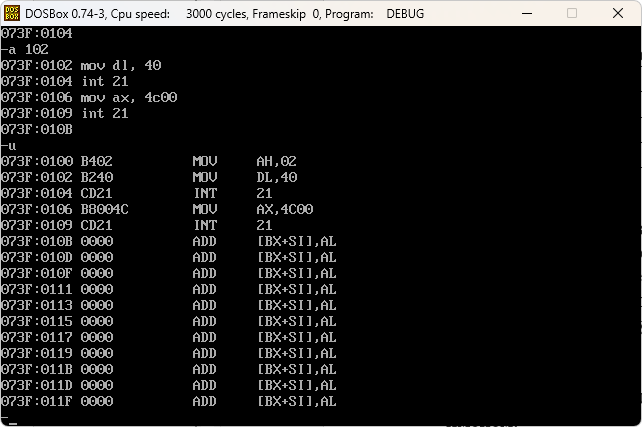 DOSBox 0.74-3, Cpu speed: 3000 cycles, Frameskip 0, Program: DEBUG
073F:0104
-a 102
073F:0102 mov dl, 40
073F:0104 int 21
073F:0106 mov ax, 4c00
073F:0109 int 21
073F:010B
-u
073F:0100 B402 MOV AH,02
073F:0102 B240 MOV DL,40
073F:0104 CD21 INT 21
073F:0106 B8004C MOV AX,4C00
073F:0109 CD21 INT 21
073F:010B 0000 ADD [BX+SI],AL
073F:010D 0000 ADD [BX+SI],AL
073F:010F 0000 ADD [BX+SI],AL
073F:0111 0000 ADD [BX+SI],AL
073F:0113 0000 ADD [BX+SI],AL
073F:0115 0000 ADD [BX+SI],AL
073F:0117 0000 ADD [BX+SI],AL
073F:0119 0000 ADD [BX+SI],AL
073F:011B 0000 ADD [BX+SI],AL
073F:011D 0000 ADD [BX+SI],AL
073F:011F 0000 ADD [BX+SI],AL
-_